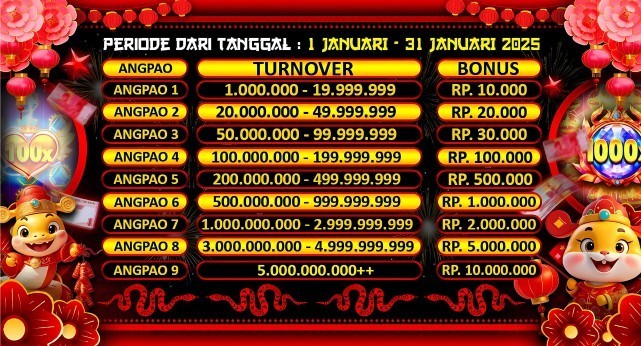 PERIODE DARI TANGGAL : 1 JANUARI - 31 JANUARI 2025
ANGPAO TURNOVER BONUS
ANGPAO 1 1.000.000 - 19.999.999 RP. 10.000
ANGPAO 2 20.000.000 - 49.999.999 RP. 20.000
ANGPAO 3 50.000.000 - 99.999.999 RP. 30.000
ANGPAO 4 100.000.000 - 199.999.999 RP. 100.000
ANGPAO 5 200.000.000 - 499.999.999 RP. 500.000
ANGPAO 6 500.000.000 - 999.999.999 RP. 1.000.000
ANGPAO 7 1.000.000.000 - 2.999.999.999 RP. 2.000.000
ANGPAO 8 3.000.000.000 - 4.999.999.999 RP. 5.000.000
ANGPAO 9 5.000.000.000++ RP. 10.000.000
100x
1000x